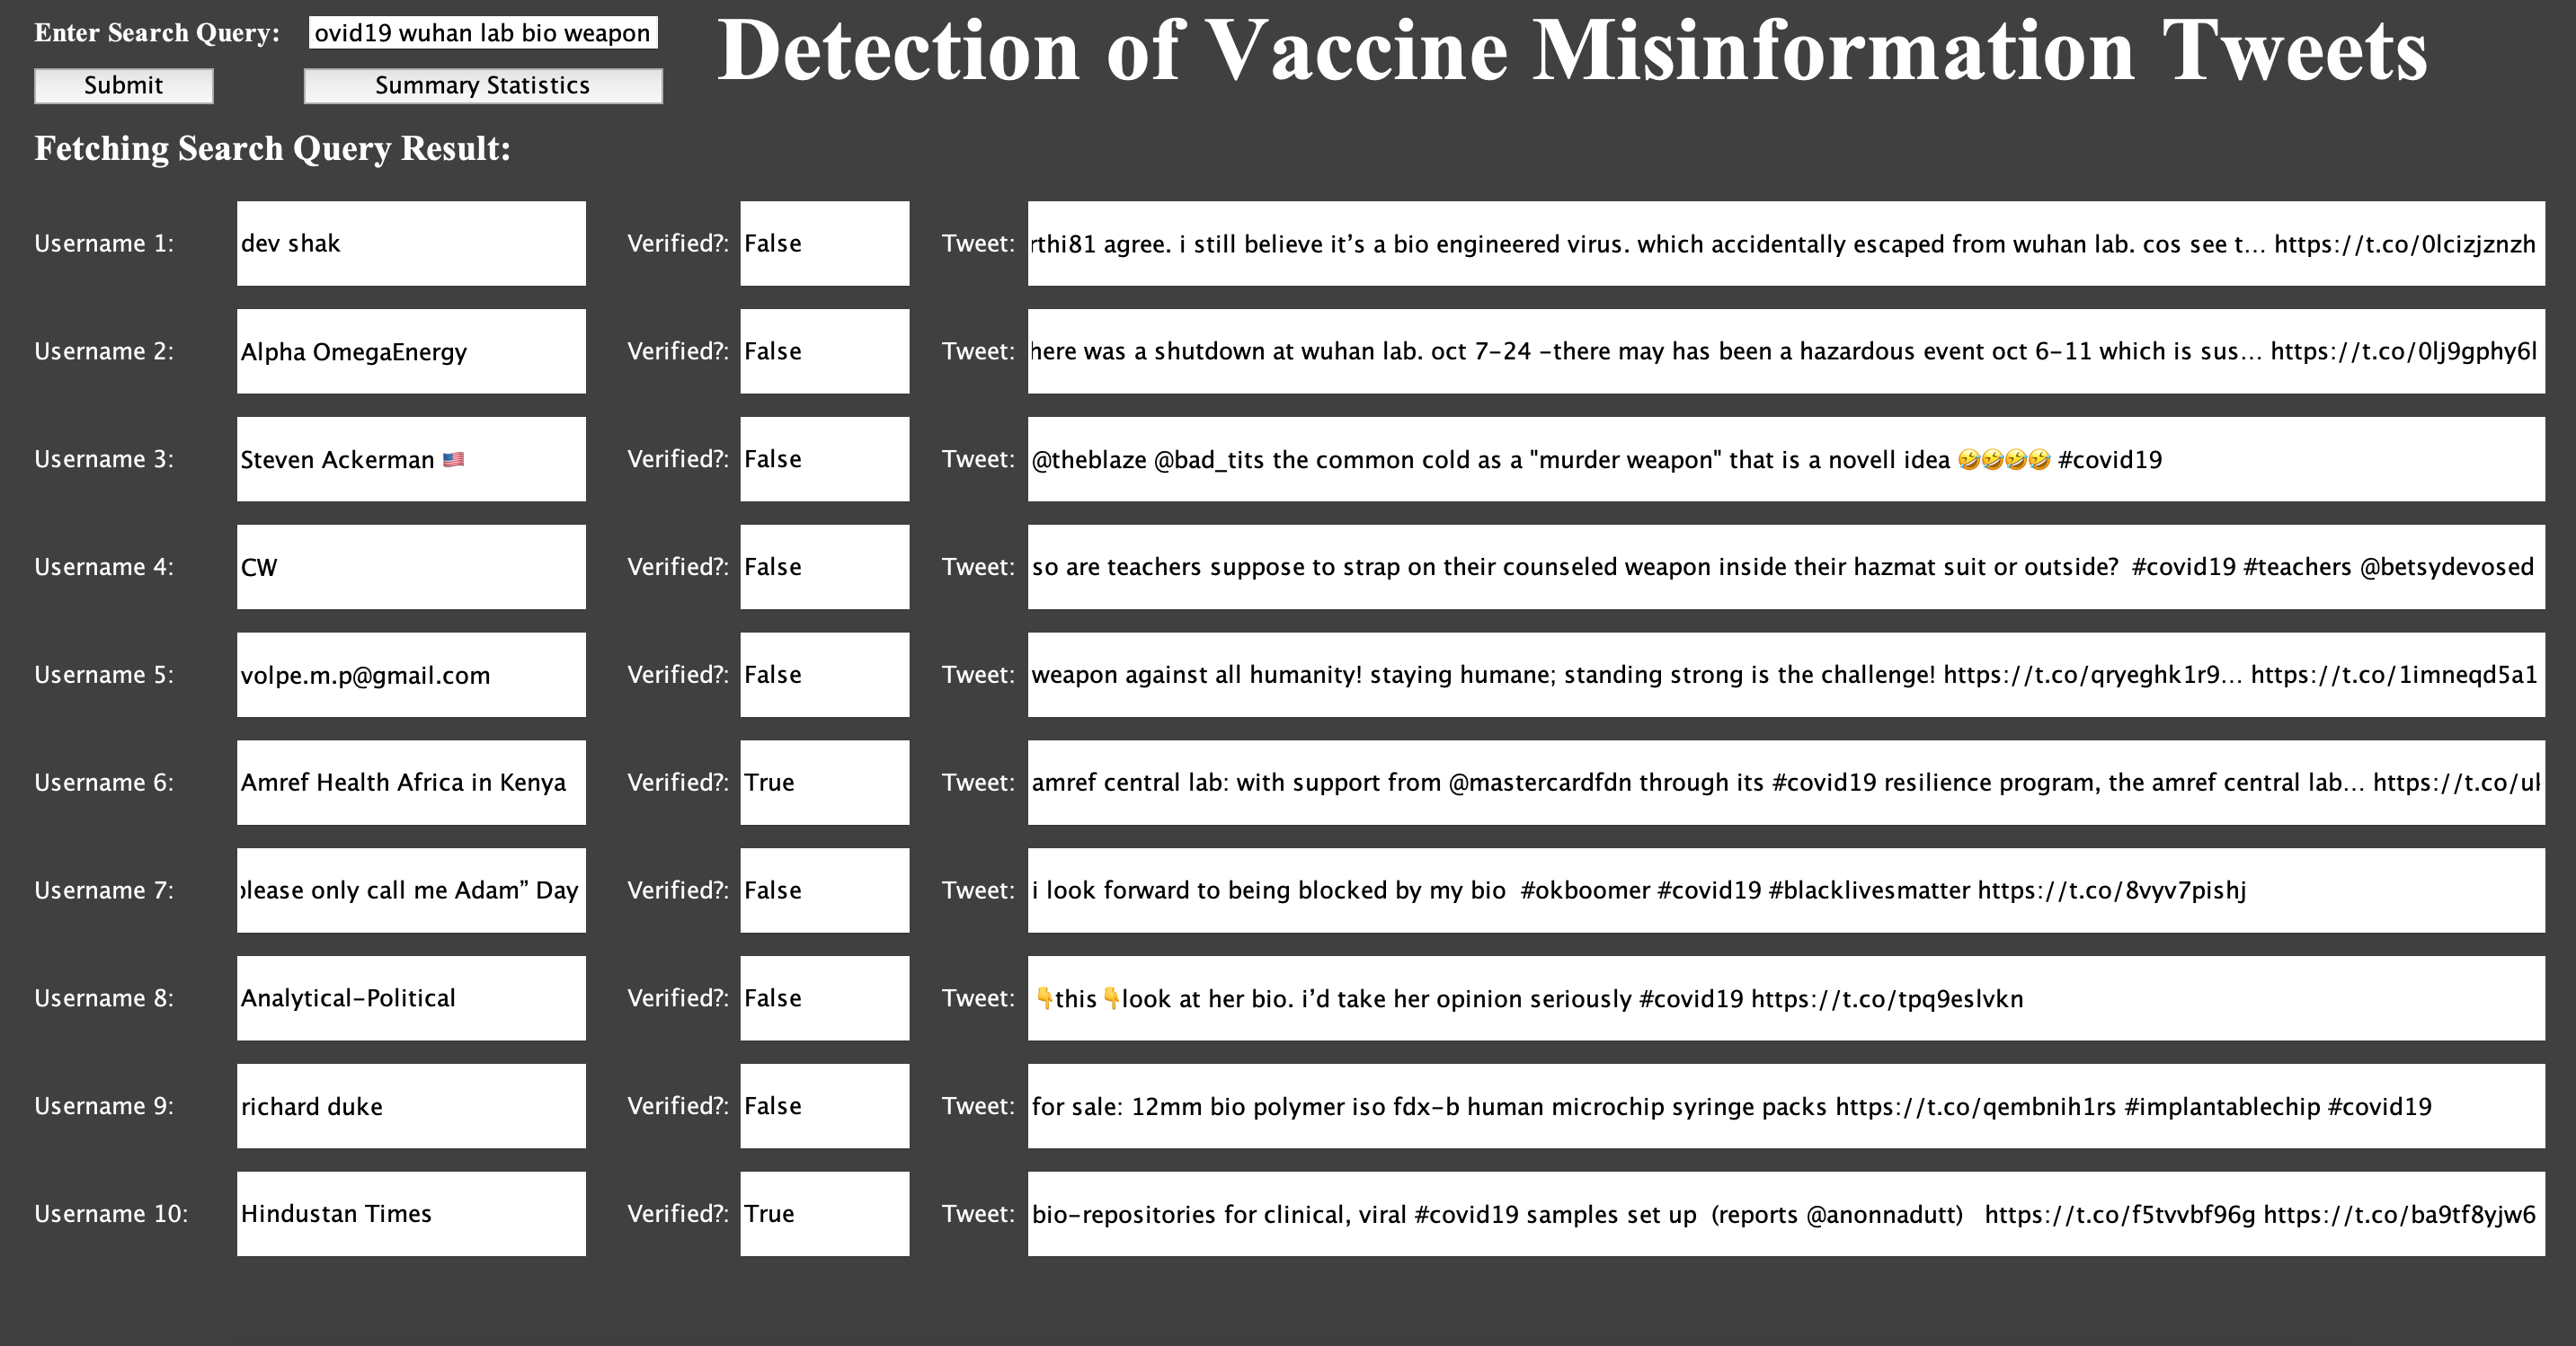 Enter Search Query: ovid19 wuhan lab bio weapon
Detection of Vaccine Misinformation Tweets
Submit Summary Statistics
Fetching Search Query Result:
Username 1: dev shak Verified?: False Tweet: rthi81 agree. i still believe it’s a bio engineered virus. which accidentally escaped from wuhan lab. cos see t… https://t.co/0lcizjznzh
Username 2: Alpha OmegaEnergy Verified?: False Tweet: here was a shutdown at wuhan lab. oct 7-24 -there may has been a hazardous event oct 6-11 which is sus… https://t.co/0lj9gphy6l
Username 3: Steven Ackerman 🇺🇸 Verified?: False Tweet: @theblaze @bad_tits the common cold as a "murder weapon" that is a novell idea 🤣🤣🤣🤣 #covid19
Username 4: CW Verified?: False Tweet: so are teachers suppose to strap on their counseled weapon inside their hazmat suit or outside? #covid19 #teachers @betsydevosed
Username 5: volpe.m.p@gmail.com Verified?: False Tweet: weapon against all humanity! staying humane; standing strong is the challenge! https://t.co/qryeghk1r9… https://t.co/1imneqd5a1
Username 6: Amref Health Africa in Kenya Verified?: True Tweet: amref central lab: with support from @mastercardfdn through its #covid19 resilience program, the amref central lab… https://t.co/uk
Username 7: please only call me Adam” Day Verified?: False Tweet: i look forward to being blocked by my bio #okboomer #covid19 #blacklivesmatter https://t.co/8vyv7pishj
Username 8: Analytical-Political Verified?: False Tweet: 👇this👇look at her bio. i’d take her opinion seriously #covid19 https://t.co/tpq9eslvkn
Username 9: richard duke Verified?: False Tweet: for sale: 12mm bio polymer iso fdx-b human microchip syringe packs https://t.co/qembnih1rs #implantablechip #covid19
Username 10: Hindustan Times Verified?: True Tweet: bio-repositories for clinical, viral #covid19 samples set up (reports @anonnadutt) https://t.co/f5tvvbf96g https://t.co/ba9tf8yjw6